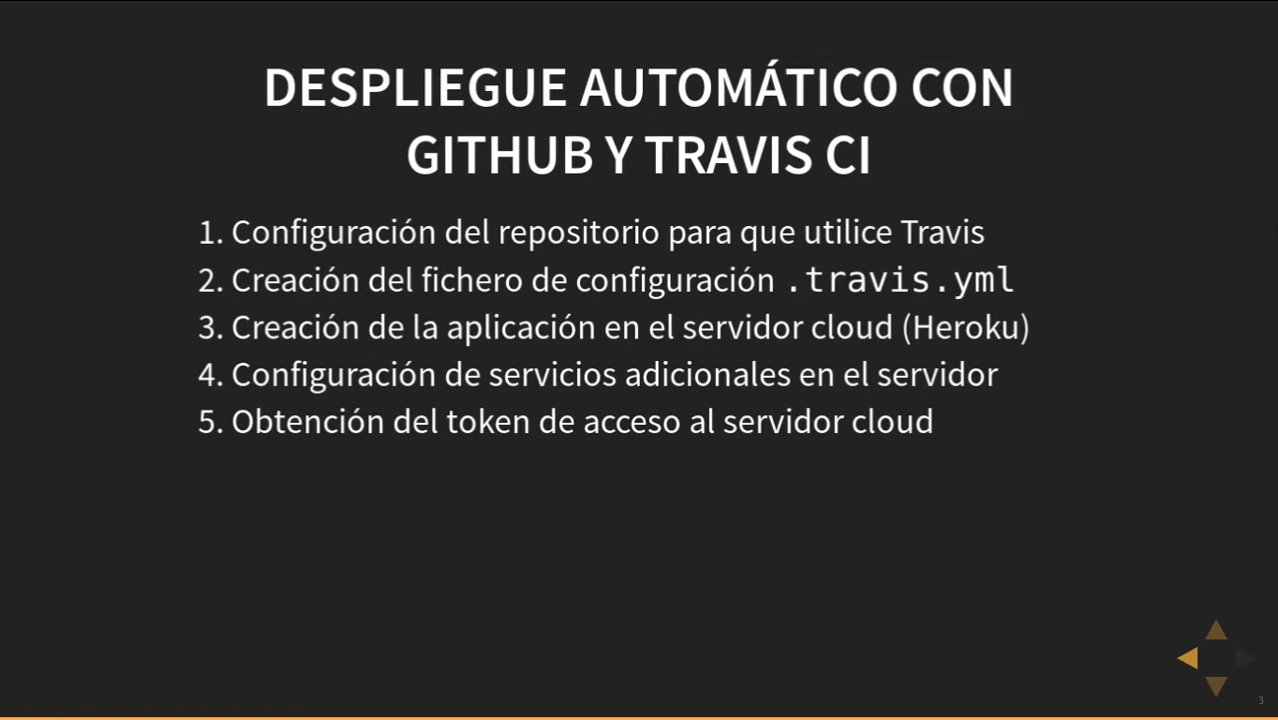 DESPLIEGUE AUTOMÁTICO CON
GITHUB Y TRAVIS CI
1. Configuración del repositorio para que utilice Travis
2. Creación del fichero de configuración .travis.yml
3. Creación de la aplicación en el servidor cloud (Heroku)
4. Configuración de servicios adicionales en el servidor
5. Obtención del token de acceso al servidor cloud
3